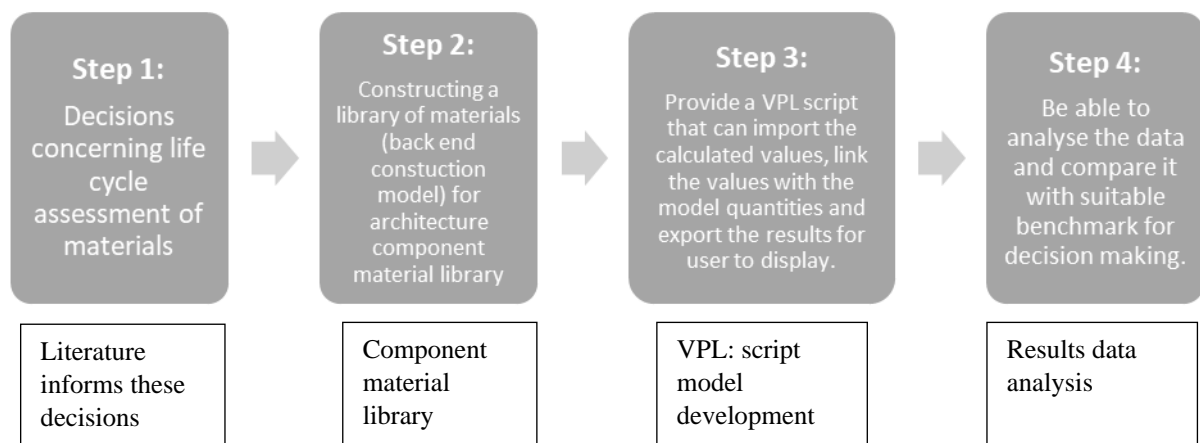 Step 1:
Decisions
concerning life
cycle
assessment of
materials
Step 2:
Constructing a
library of materials
(back end
constuction
model) for
architecture
component
material library
Step 3:
Provide a VPL script
that can import the
calculated values, link
the values with the
model quantities and
export the results for
user to display.
Step 4:
Be able to
analyse the data
and compare it
with suitable
benchmark for
decision making.
Literature
informs these
decisions
Component
material
library
VPL: script
model
development
Results data
analysis